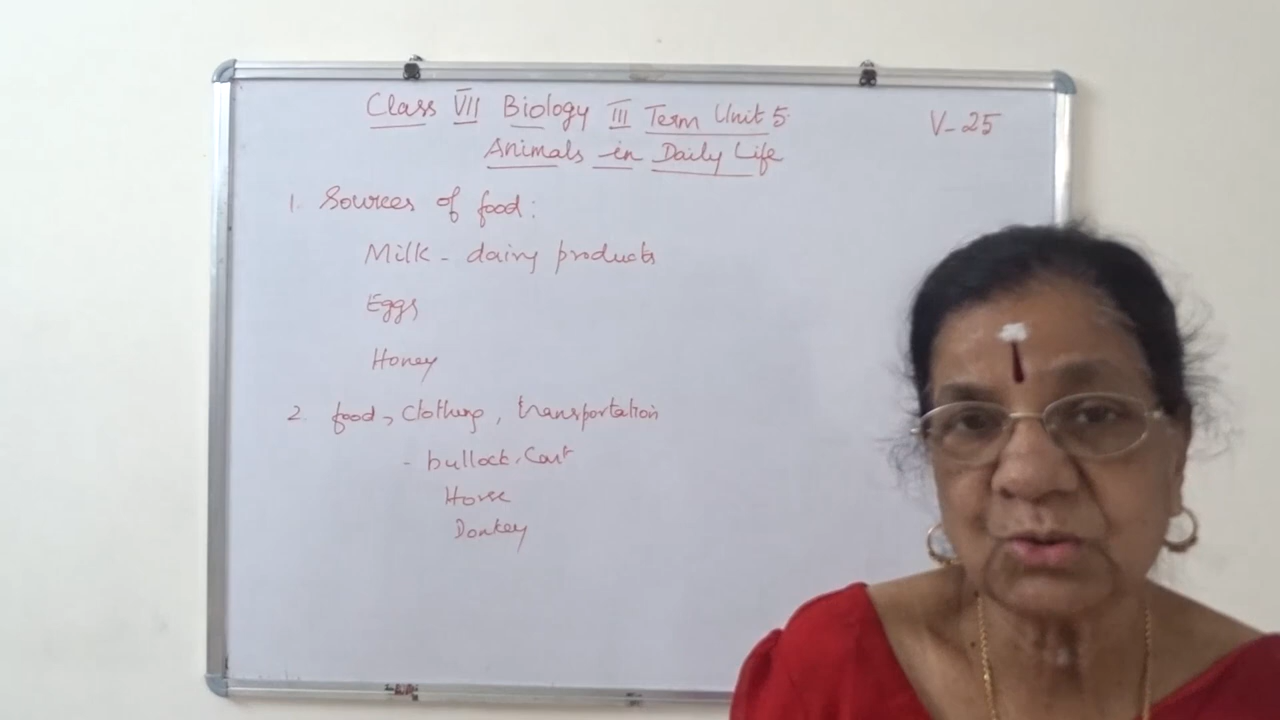 Class VII Biology III Term Unit 5
V-25
Animals in Daily Life
1. Sources of food:
Milk - dairy products
Eggs
Honey
2. food, Clothing, transportation
- bullock cart
Horse
Donkey